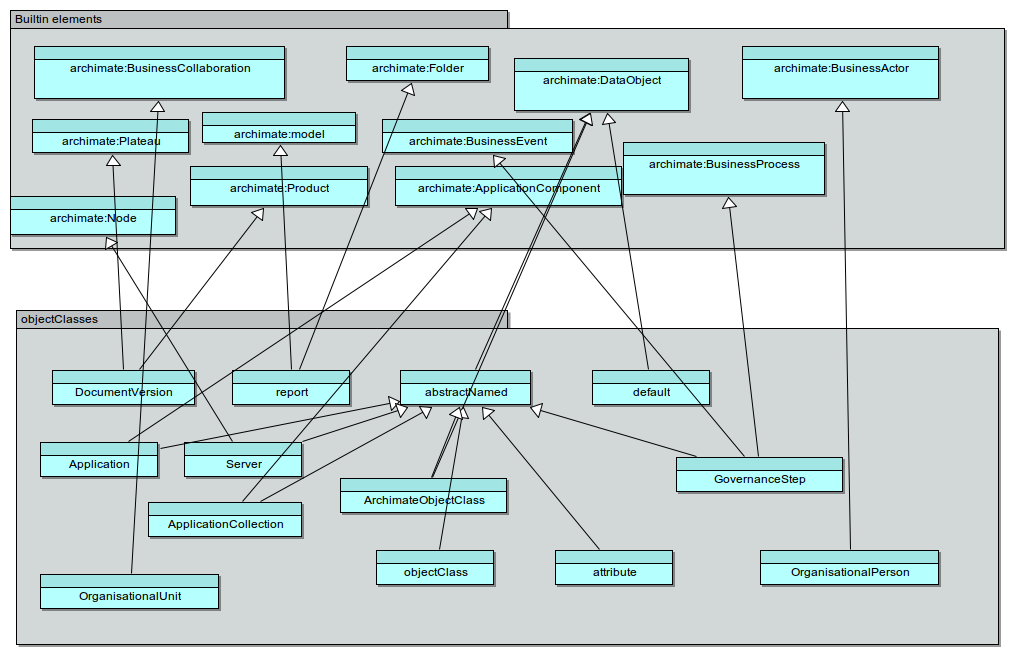 Builtin elements
archimate:BusinessCollaboration
archimate:Folder
archimate:DataObject
archimate:BusinessActor
archimate:Plateau
archimate:model
archimate:BusinessEvent
archimate:BusinessProcess
archimate:Product
archimate:ApplicationComponent
archimate:Node
objectClasses
DocumentVersion
report
abstractNamed
default
Application
Server
GovernanceStep
ArchimateObjectClass
ApplicationCollection
objectClass
attribute
OrganisationalPerson
OrganisationalUnit